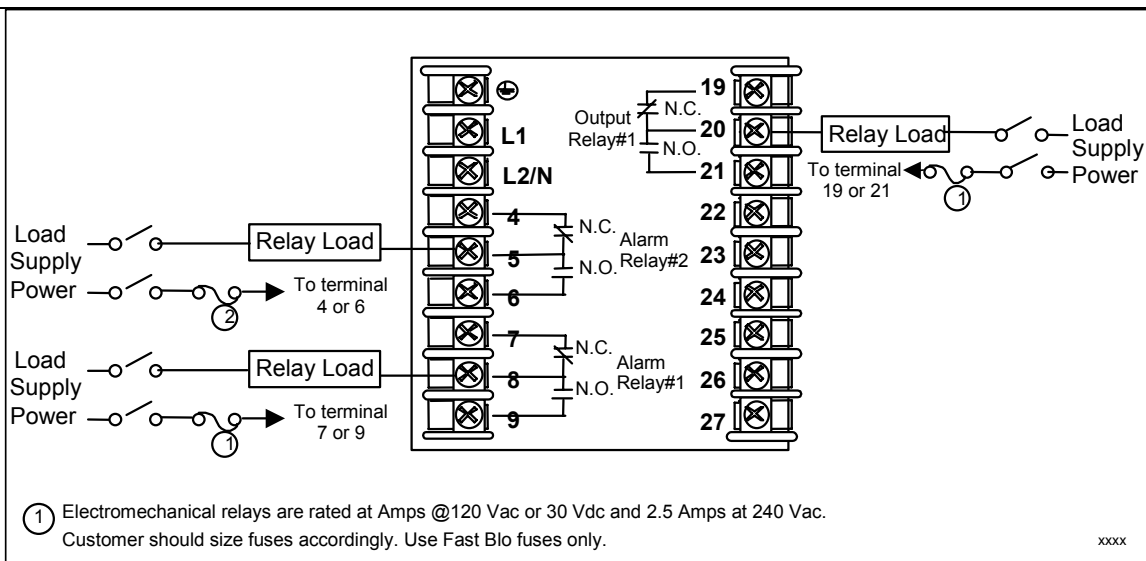 L1
L2/N
4
5
6
7
8
9
N.C.
Alarm
Relay#2
N.O.
N.C.
Alarm
Relay#1
N.O.
Output
Relay#1
N.C.
N.O.
19
20
21
22
23
24
25
26
27
Relay Load
Load
Supply
Power
To terminal
19 or 21
1
Load
Supply
Power
Relay Load
To terminal
4 or 6
2
Load
Supply
Power
Relay Load
To terminal
7 or 9
1
1 Electromechanical relays are rated at Amps @120 Vac or 30 Vdc and 2.5 Amps at 240 Vac.
Customer should size fuses accordingly. Use Fast Blo fuses only.
xxxx